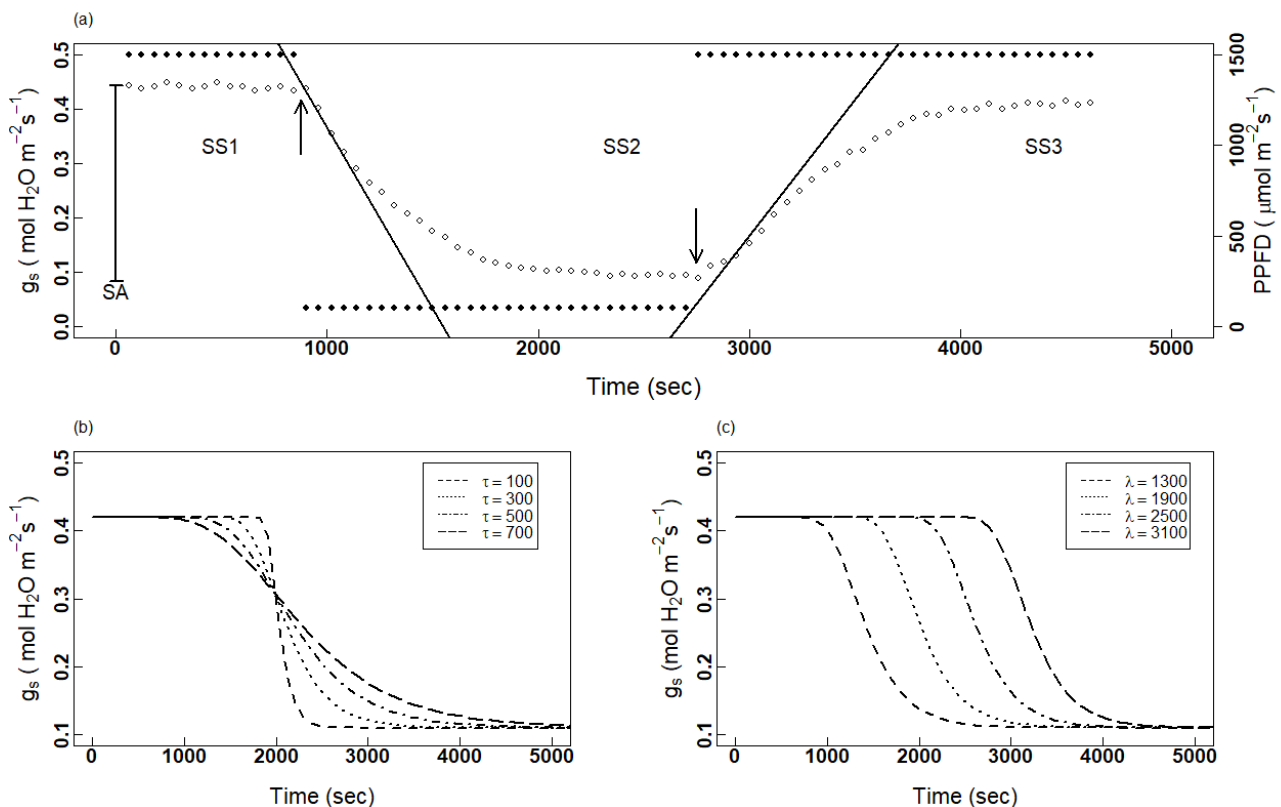 (a)
0.5
0.4
0.3
0.2
0.1
0.0
gs ( mol H2O m−2s−1)
SA
SS1
SS2
SS3
1500
1000
500
0
PPFD ( μmol m−2s−1)
0 1000 2000 3000 4000 5000
Time (sec)
(b)
0.5
0.4
0.3
0.2
0.1
gs ( mol H2O m−2s−1)
τ = 100
τ = 300
τ = 500
τ = 700
0 1000 2000 3000 4000 5000
Time (sec)
(c)
0.5
0.4
0.3
0.2
0.1
gs (mol H2O m−2s−1)
λ = 1300
λ = 1900
λ = 2500
λ = 3100
0 1000 2000 3000 4000 5000
Time (sec)